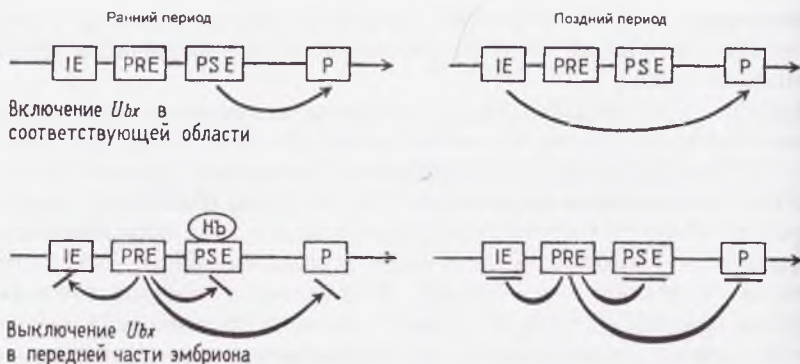 Ранний период
Поздний период
IE PRE PSE P
IE PRE PSE P
Включение Ubx в
соответствующей области
Hb
IE PRE PSE P
IE PRE PSE P
Выключение Ubx
в передней части эмбриона